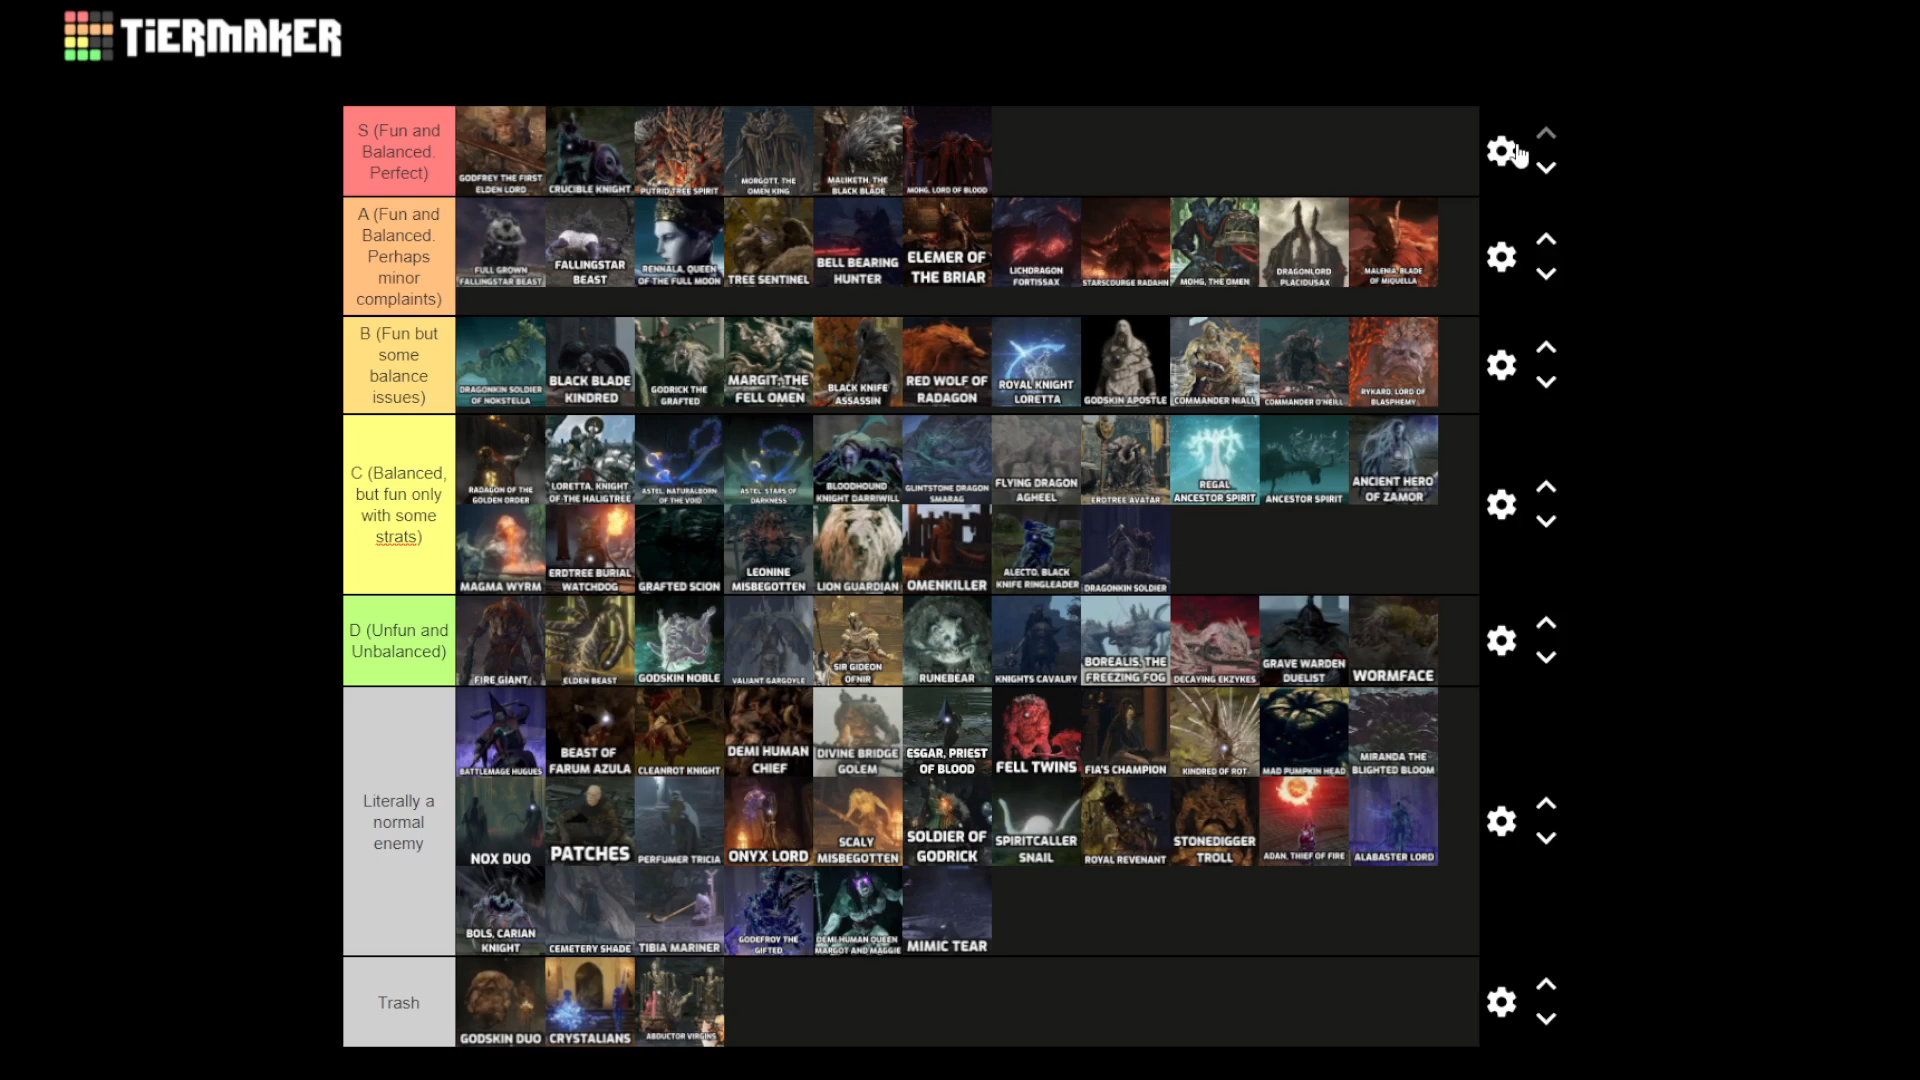 TiERMAKER
S (Fun and
Balanced.
Perfect)
GODFREY THE FIRST
ELDEN LORD
CRUCIBLE KNIGHT
PUTRID TREE SPIRIT
MORGOTT, THE
OMEN KING
MALIKETH, THE
BLACK BLADE
MOHG, LORD OF BLOOD
A (Fun and
Balanced.
Perhaps
minor
complaints)
FULL GROWN
FALLINGSTAR BEAST
FALLINGSTAR
BEAST
RENNALA, QUEEN
OF THE FULL MOON
TREE SENTINEL
BELL BEARING
HUNTER
ELEMER OF
THE BRIAR
LICHDRAGON
FORTISSAX
STARSCOURGE RADAHN
MOHG, THE OMEN
DRAGONLORD
PLACIDUSAX
MALENIA, BLADE
OF MIQUELLA
B (Fun but
some
balance
issues)
DRAGONKIN SOLDIER
OF NOKSTELLA
BLACK BLADE
KINDRED
GODRICK THE
GRAFTED
MARGIT, THE
FELL OMEN
BLACK KNIFE
ASSASSIN
RED WOLF OF
RADAGON
ROYAL KNIGHT
LORETTA
GODSKIN APOSTLE
COMMANDER NIALL
COMMANDER O'NEILL
RYKARD, LORD OF
BLASPHEMY
C (Balanced,
but fun only
with some
strats)
RADAGON OF THE
GOLDEN ORDER
LORETTA, KNIGHT
OF THE HALIGTREE
ASTEL, NATURALBORN
OF THE VOID
ASTEL, STARS OF
DARKNESS
BLOODHOUND
KNIGHT DARRIWILL
GLINTSTONE DRAGON
SMARAG
FLYING DRAGON
AGHEEL
ERDTREE AVATAR
REGAL
ANCESTOR SPIRIT
ANCESTOR SPIRIT
ANCIENT HERO
OF ZAMOR
MAGMA WYRM
ERDTREE BURIAL
WATCHDOG
GRAFTED SCION
LEONINE
MISBEGOTTEN
LION GUARDIAN
OMENKILLER
ALECTO, BLACK
KNIFE RINGLEADER
DRAGONKIN SOLDIER
D (Unfun and
Unbalanced)
FIRE GIANT
ELDEN BEAST
GODSKIN NOBLE
VALIANT GARGOYLE
SIR GIDEON
OFNIR
RUNEBEAR
KNIGHTS CAVALRY
BOREALIS, THE
FREEZING FOG
DECAYING EKZYKES
GRAVE WARDEN
DUELIST
WORMFACE
Literally a
normal
enemy
BATTLEMAGE HUGUES
BEAST OF
FARUM AZULA
CLEANROT KNIGHT
DEMI HUMAN
CHIEF
DIVINE BRIDGE
GOLEM
ESGAR, PRIEST
OF BLOOD
FELL TWINS
FIA'S CHAMPION
KINDRED OF ROT
MAD PUMPKIN HEAD
MIRANDA THE
BLIGHTED BLOOM
NOX DUO
PATCHES
PERFUMER TRICIA
ONYX LORD
SCALY
MISBEGOTTEN
SOLDIER OF
GODRICK
SPIRITCALLER
SNAIL
ROYAL REVENANT
STONEDIGGER
TROLL
ADAN, THIEF OF FIRE
ALABASTER LORD
BOLS, CARIAN
KNIGHT
CEMETERY SHADE
TIBIA MARINER
GODEFROY THE
GIFTED
DEMI HUMAN QUEEN
MARGOT AND MAGGIE
MIMIC TEAR
Trash
GODSKIN DUO
CRYSTALIANS
ABDUCTOR VIRGINS